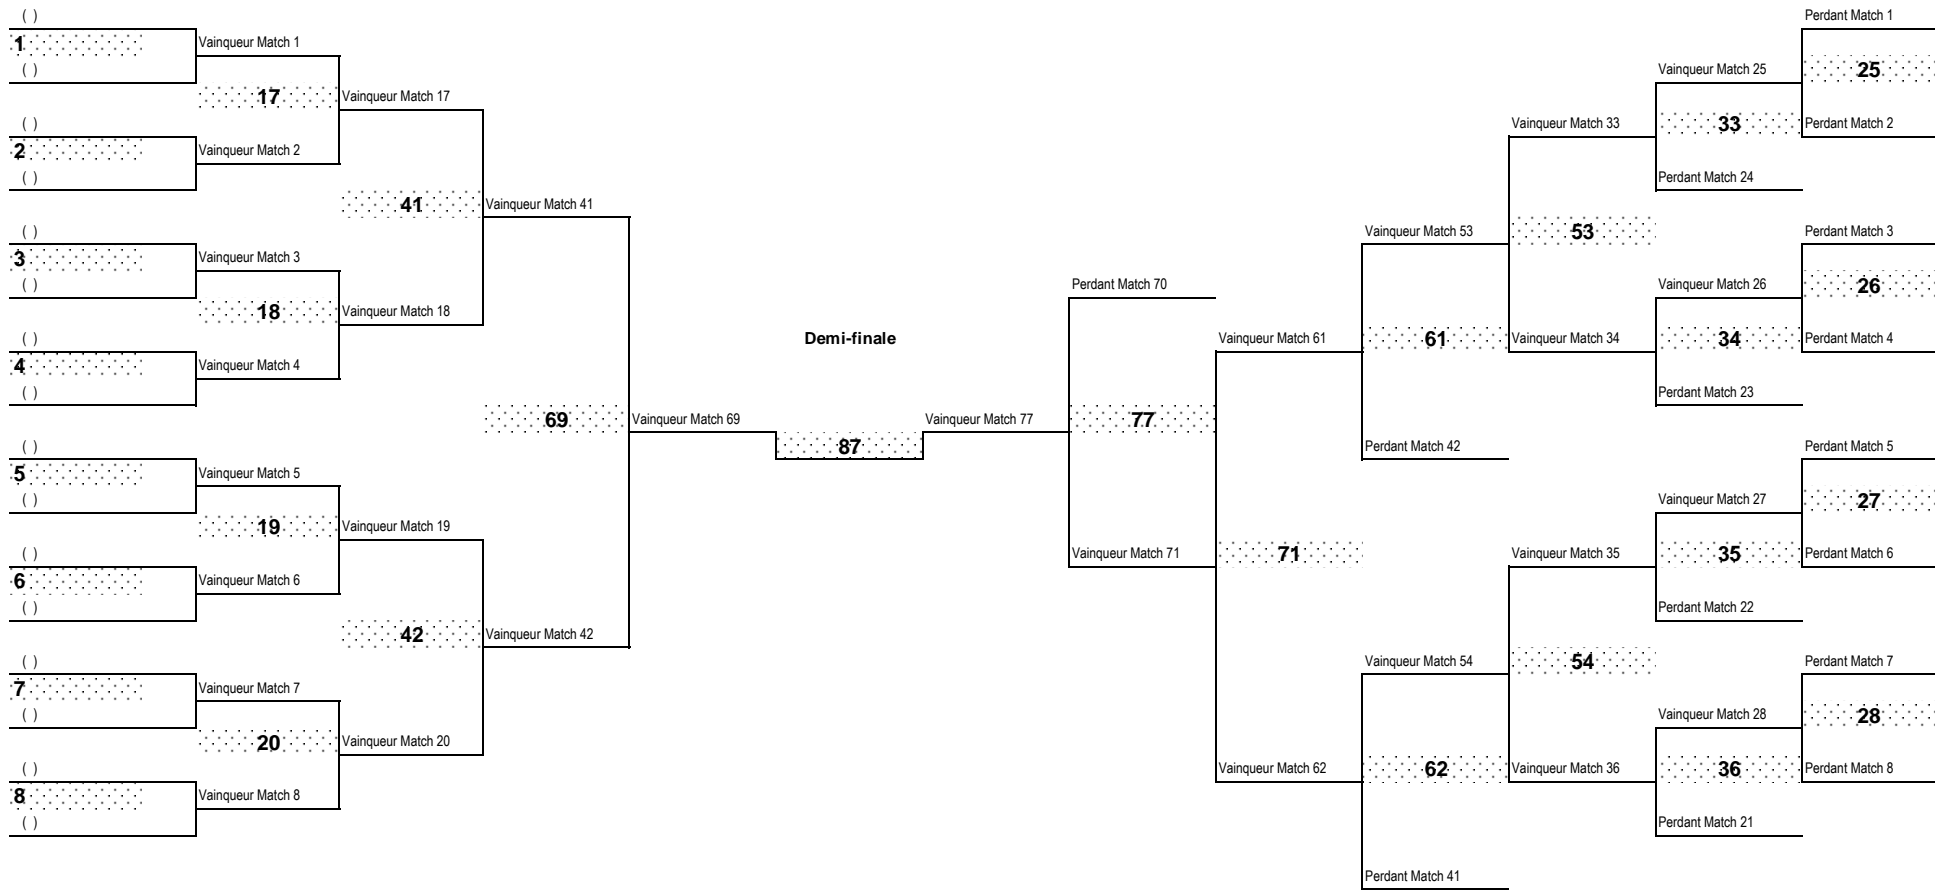 ( )
1
( )
Vainqueur Match 1
17
( )
2
( )
Vainqueur Match 2
Vainqueur Match 17
41
( )
3
( )
Vainqueur Match 3
18
( )
4
( )
Vainqueur Match 4
Vainqueur Match 18
Vainqueur Match 41
69
( )
5
( )
Vainqueur Match 5
19
( )
6
( )
Vainqueur Match 6
Vainqueur Match 19
42
( )
7
( )
Vainqueur Match 7
20
( )
8
( )
Vainqueur Match 8
Vainqueur Match 20
Vainqueur Match 42
Vainqueur Match 69
Demi-finale
87
Vainqueur Match 77
Perdant Match 70
77
Vainqueur Match 71
Vainqueur Match 61
71
Vainqueur Match 62
Vainqueur Match 53
61
Perdant Match 42
Vainqueur Match 54
62
Perdant Match 41
Vainqueur Match 33
53
Vainqueur Match 34
Vainqueur Match 35
54
Vainqueur Match 36
Vainqueur Match 25
33
Perdant Match 24
Vainqueur Match 26
34
Perdant Match 23
Vainqueur Match 27
35
Perdant Match 22
Vainqueur Match 28
36
Perdant Match 21
Perdant Match 1
25
Perdant Match 2
Perdant Match 3
26
Perdant Match 4
Perdant Match 5
27
Perdant Match 6
Perdant Match 7
28
Perdant Match 8